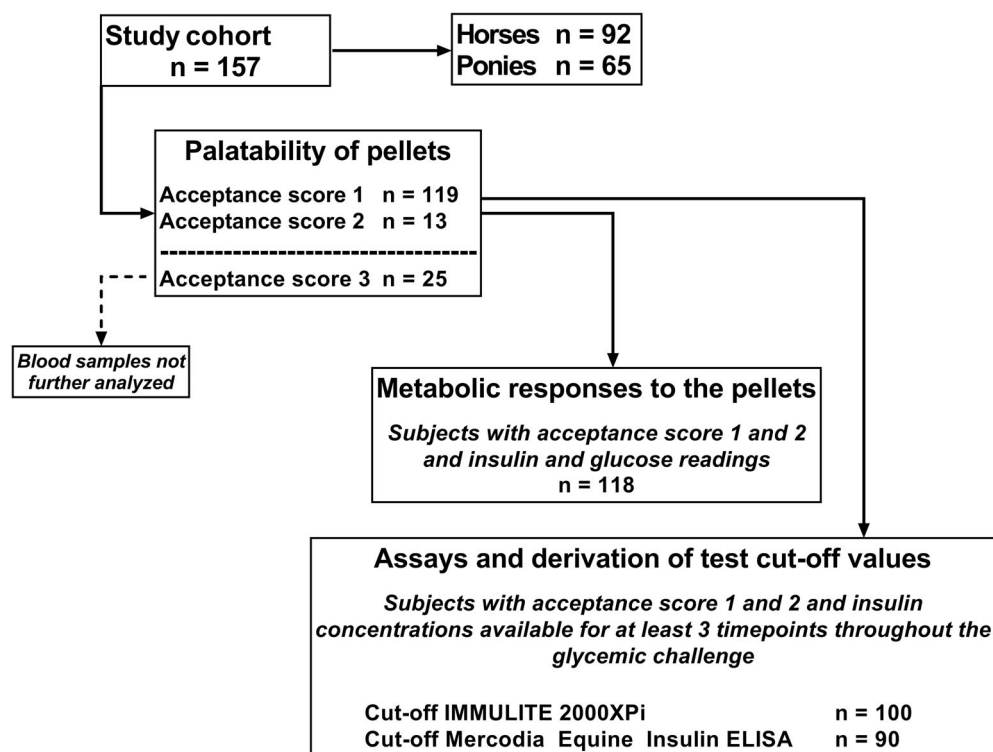 Study cohort
n = 157
Horses n = 92
Ponies n = 65
Palatability of pellets
Acceptance score 1 n = 119
Acceptance score 2 n = 13
Acceptance score 3 n = 25
Blood samples not
further analyzed
Metabolic responses to the pellets
Subjects with acceptance score 1 and 2
and insulin and glucose readings
n = 118
Assays and derivation of test cut-off values
Subjects with acceptance score 1 and 2 and insulin
concentrations available for at least 3 timepoints throughout the
glycemic challenge
Cut-off IMMULITE 2000XPi n = 100
Cut-off Mercodia Equine Insulin ELISA n = 90